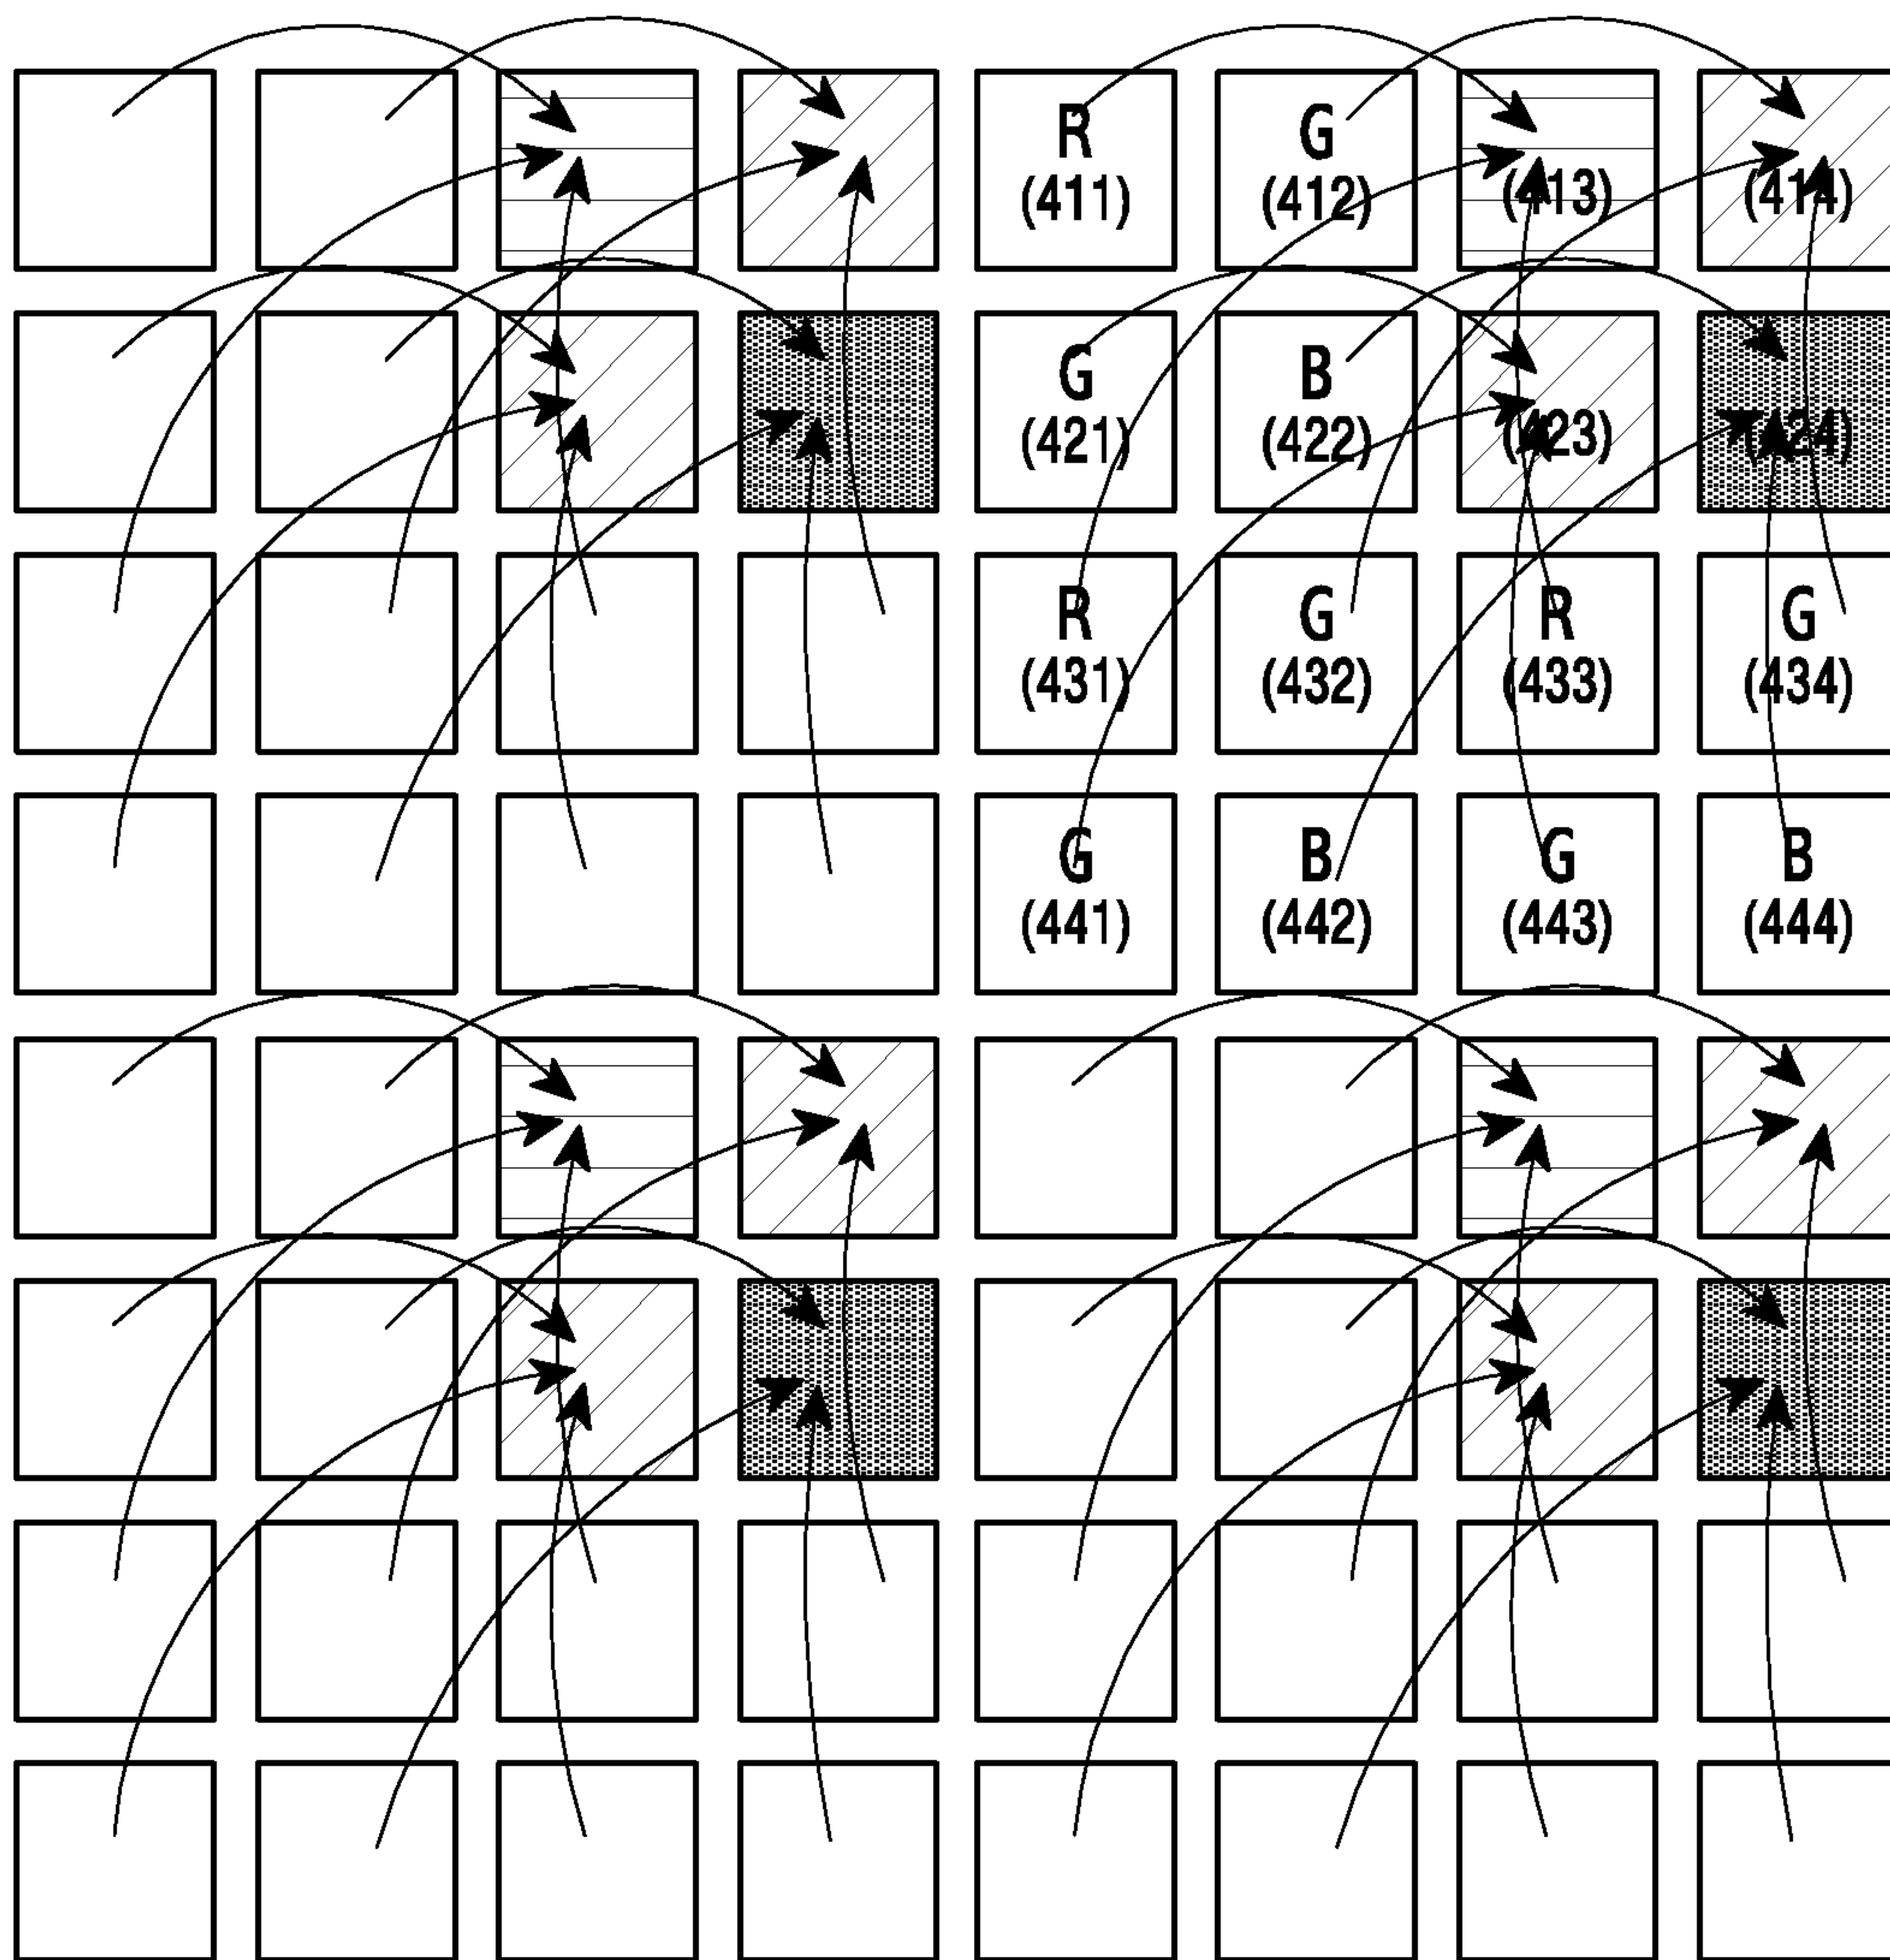 R G
(411) (412) (413) (414)
G B
(421) (422) (423) (424)
R G R G
(431) (432) (433) (434)
G B G B
(441) (442) (443) (444)